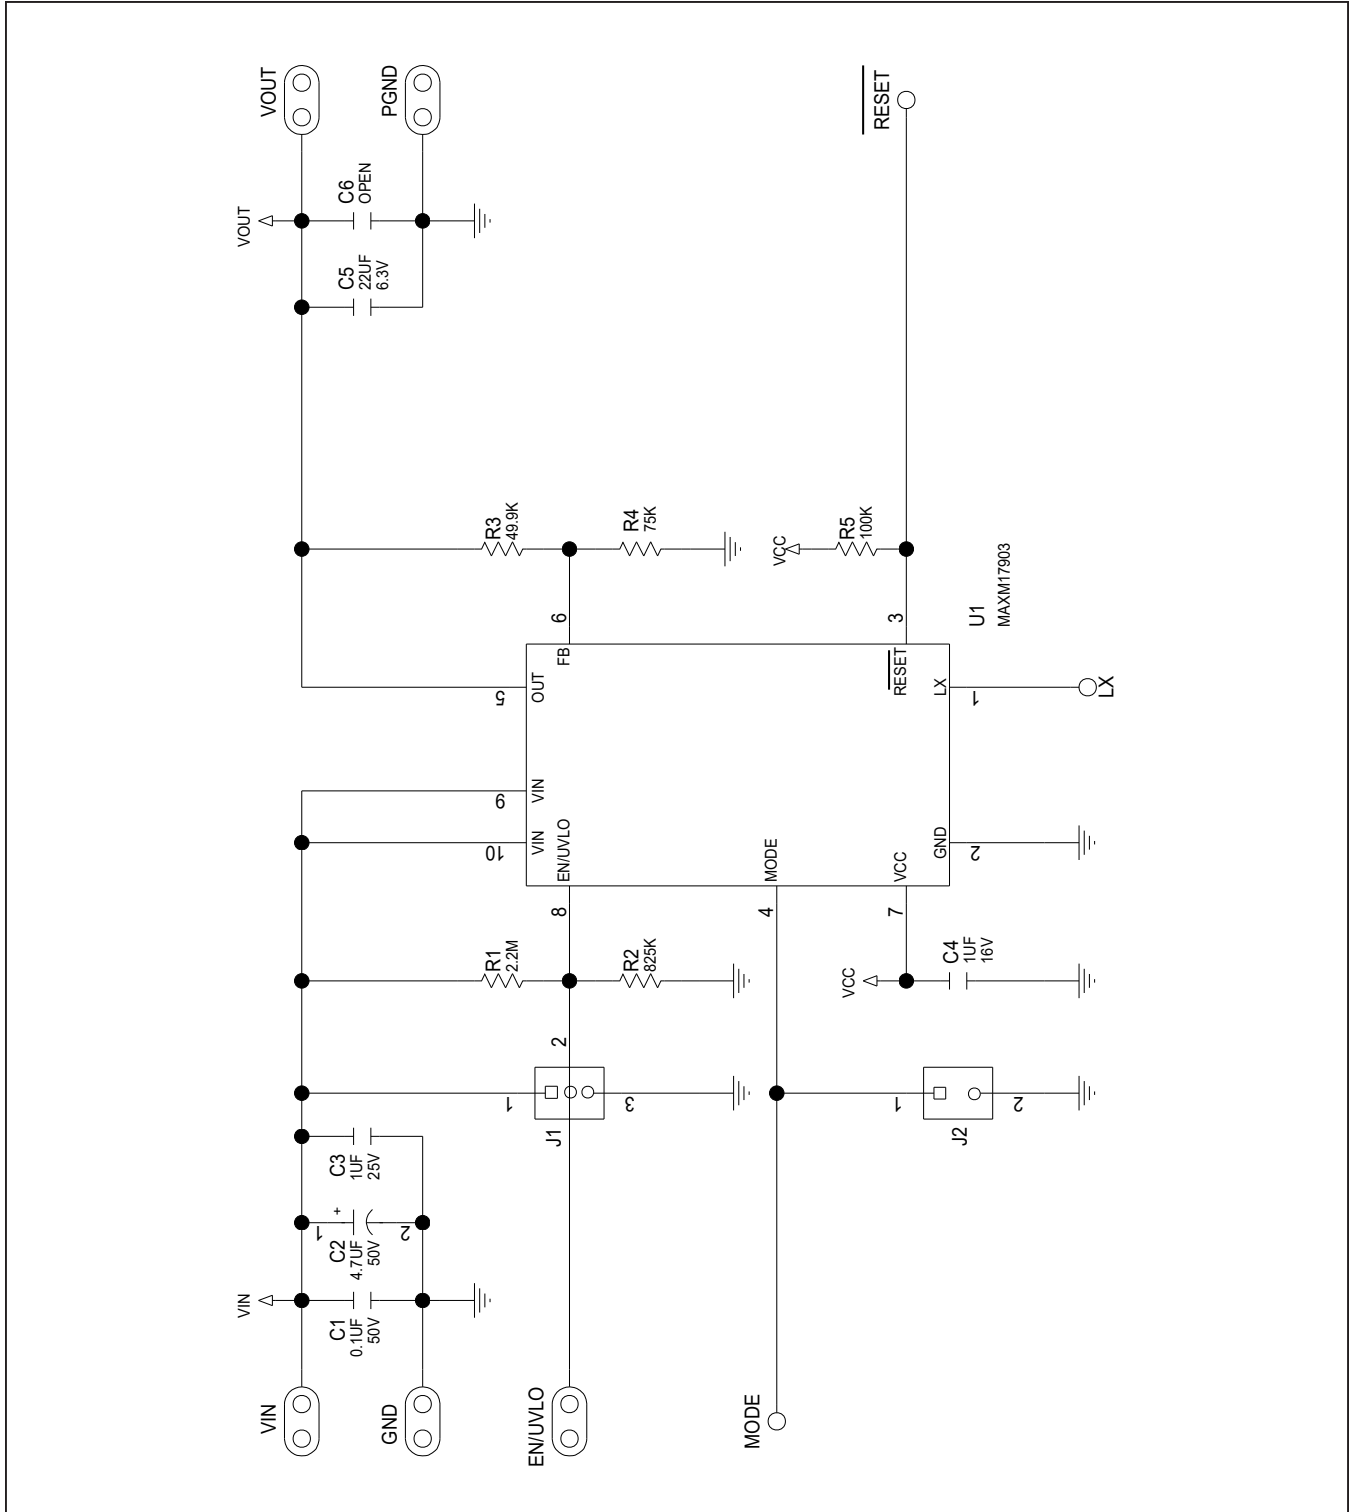 VIN
GND
EN/UVLO
MODE
VIN
C1
0.1UF
50V
1
+
2
C2
4.7UF
50V
C3
1UF
25V
1
2
3
J1
R1
2.2M
R2
825K
1
2
J2
VCC
C4
1UF
16V
10
9
5
8
4
7
2
1
3
6
VIN
VIN
OUT
EN/UVLO
MODE
VCC
GND
LX
RESET
FB
U1
MAXM17903
LX
R3
49.9K
R4
75K
VCC
R5
100K
C5
22UF
6.3V
C6
OPEN
VOUT
VOUT
PGND
RESET